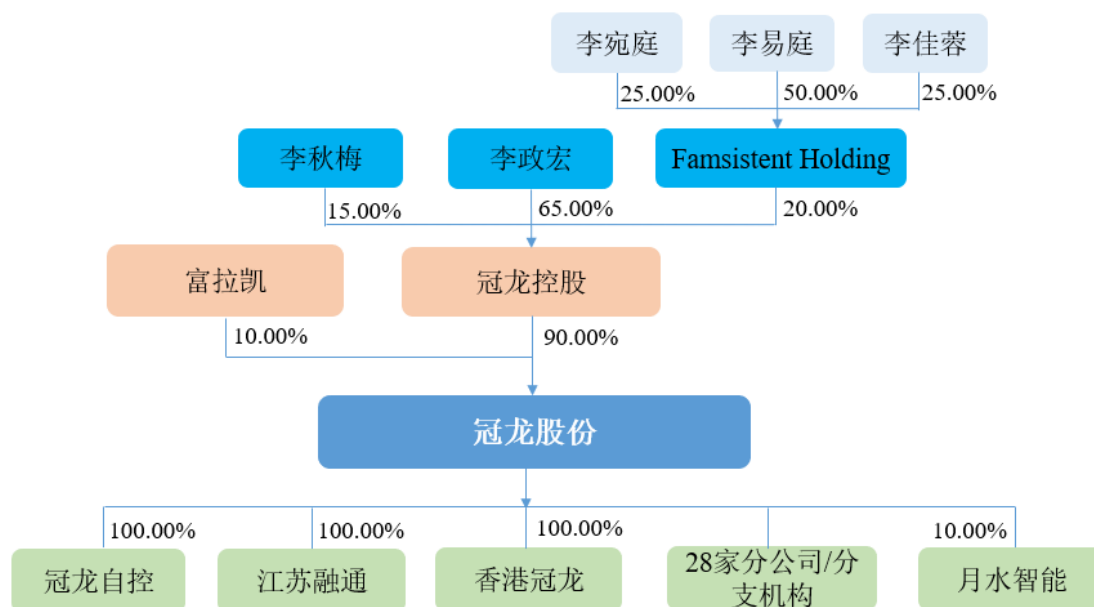 李宛庭
李易庭
李佳蓉
25.00%
50.00%
25.00%
李秋梅
李政宏
Famsistent Holding
15.00%
65.00%
20.00%
富拉凯
冠龙控股
10.00%
90.00%
冠龙股份
100.00%
100.00%
100.00%
10.00%
冠龙自控
江苏融通
香港冠龙
28家分公司/分
支机构
月水智能